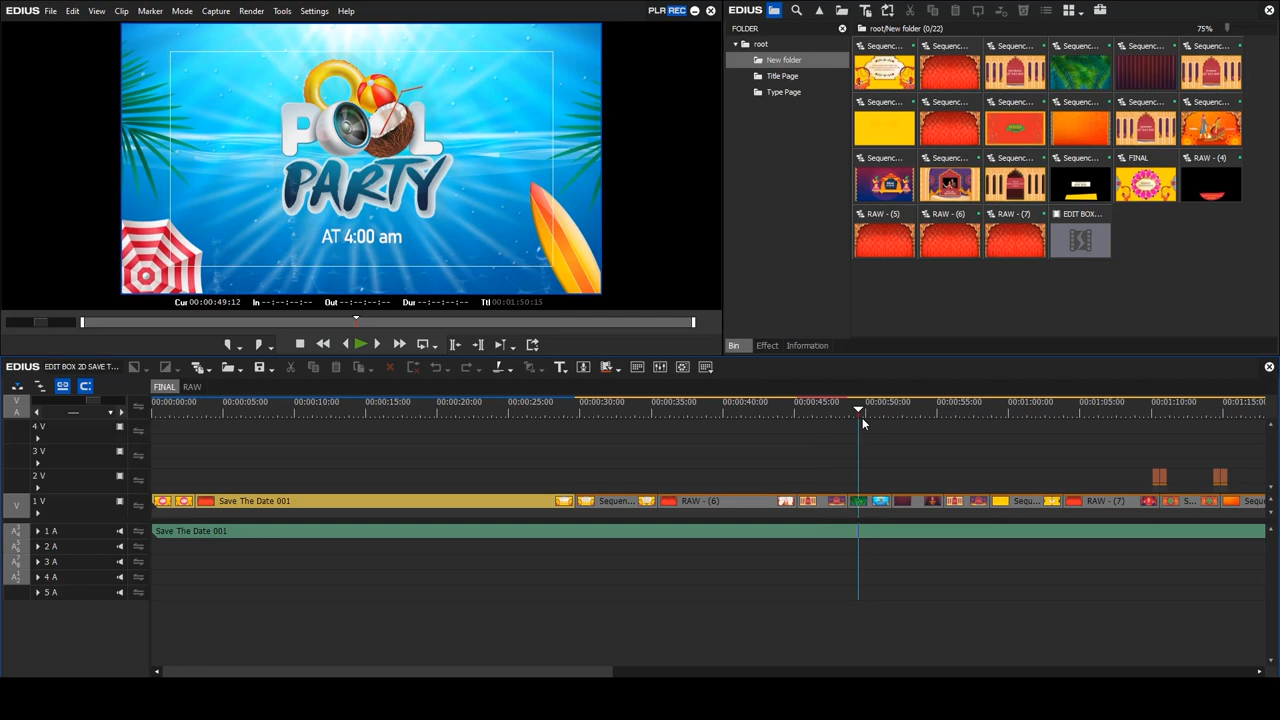 EDIUS File Edit View Clip Marker Mode Capture Render Tools Settings Help PLR REC
EDIUS
FOLDER
root/New folder (0/22) 75%
root
New folder
Title Page
Type Page
Sequenc... Sequenc... Sequenc... Sequenc... Sequenc... Sequenc...
Sequenc... Sequenc... Sequenc... Sequenc... Sequenc... Sequenc...
Sequenc... Sequenc... Sequenc... Sequenc... FINAL RAW - (4)
RAW - (5) RAW - (6) RAW - (7) EDIT BOX...
POOL
PARTY
AT 4:00 am
Cur 00:00:49:12 In --:--:--:-- Out --:--:--:-- Dur --:--:--:-- Ttl 00:01:50:15
Bin Effect Information
EDIUS EDIT BOX 2D SAVE T...
FINAL RAW
V
A
00:00:00:00 00:00:05:00 00:00:10:00 00:00:15:00 00:00:20:00 00:00:25:00 00:00:30:00 00:00:35:00 00:00:40:00 00:00:45:00 00:00:50:00 00:00:55:00 00:01:00:00 00:01:05:00 00:01:10:00 00:01:15:00
4 V
3 V
2 V
V 1 V Save The Date 001 Sequen... RAW - (6) Sequ... RAW - (7) S... Sequ
1 A Save The Date 001
2 A
3 A
4 A
5 A